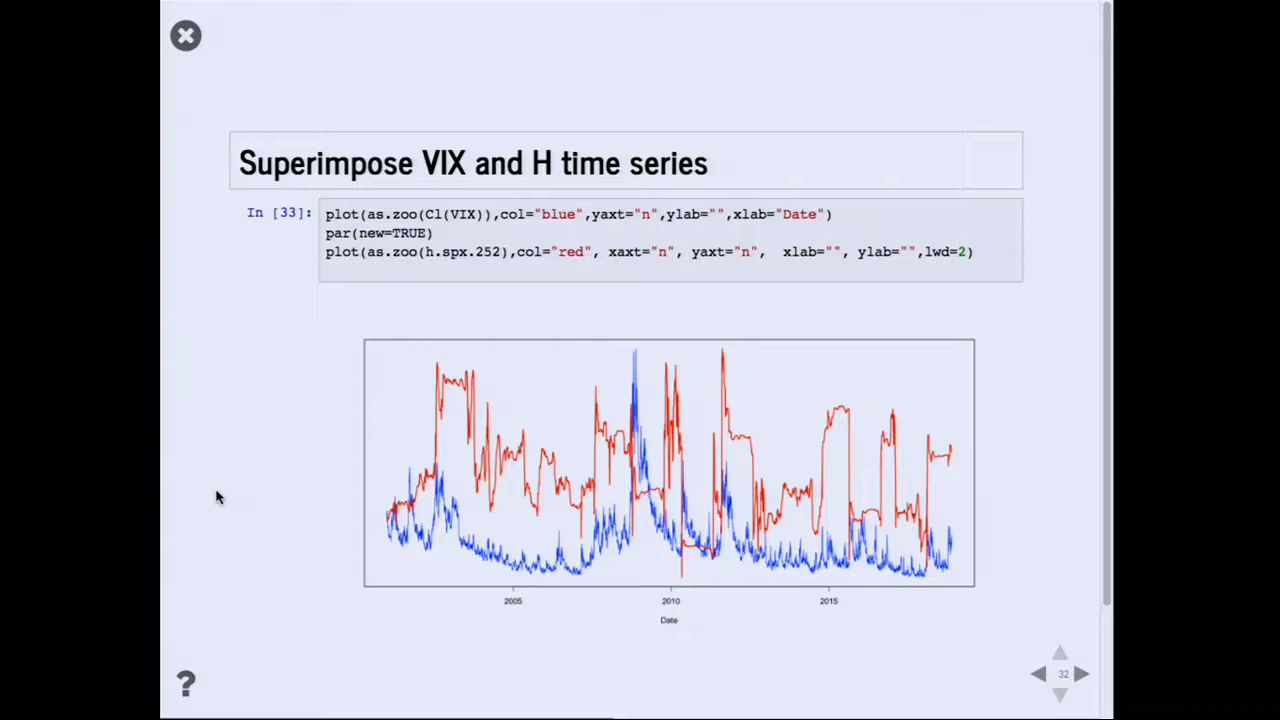 Superimpose VIX and H time series
In [33]:
plot(as.zoo(Cl(VIX)),col="blue",yaxt="n",ylab="",xlab="Date")
par(new=TRUE)
plot(as.zoo(h.spx.252),col="red", xaxt="n", yaxt="n",  xlab="", ylab="",lwd=2)
2005 2010 2015
Date
?
32